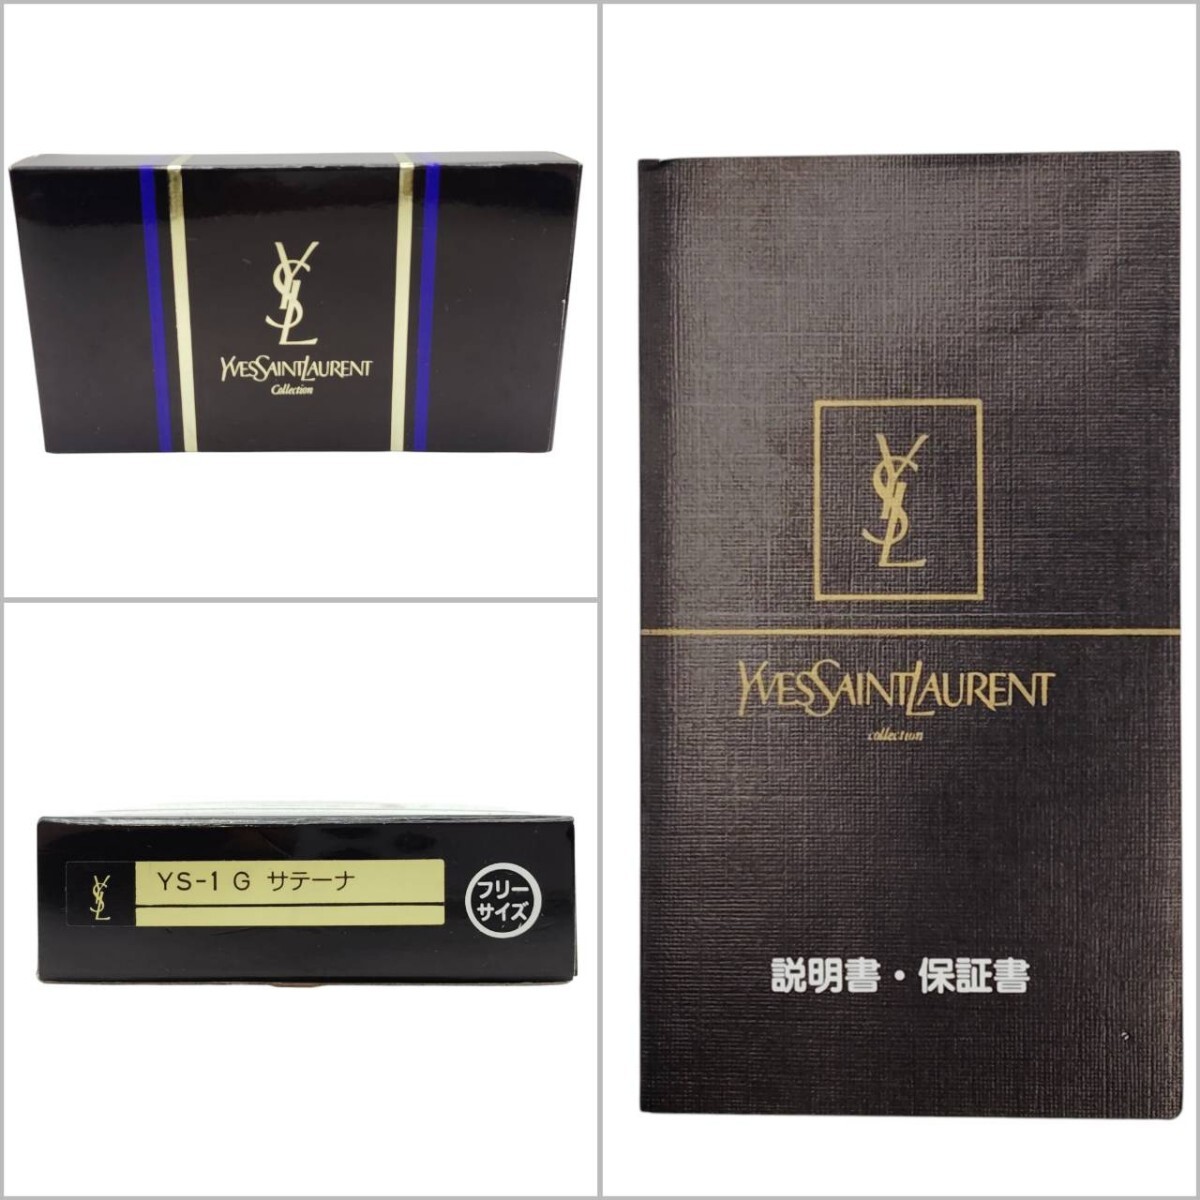 YSL
YVESSAINTLAURENT
Collection
YSL
YS-1 G サテーナ
フリー
サイズ
YSL
YVESSAINTLAURENT
collection
説明書・保証書